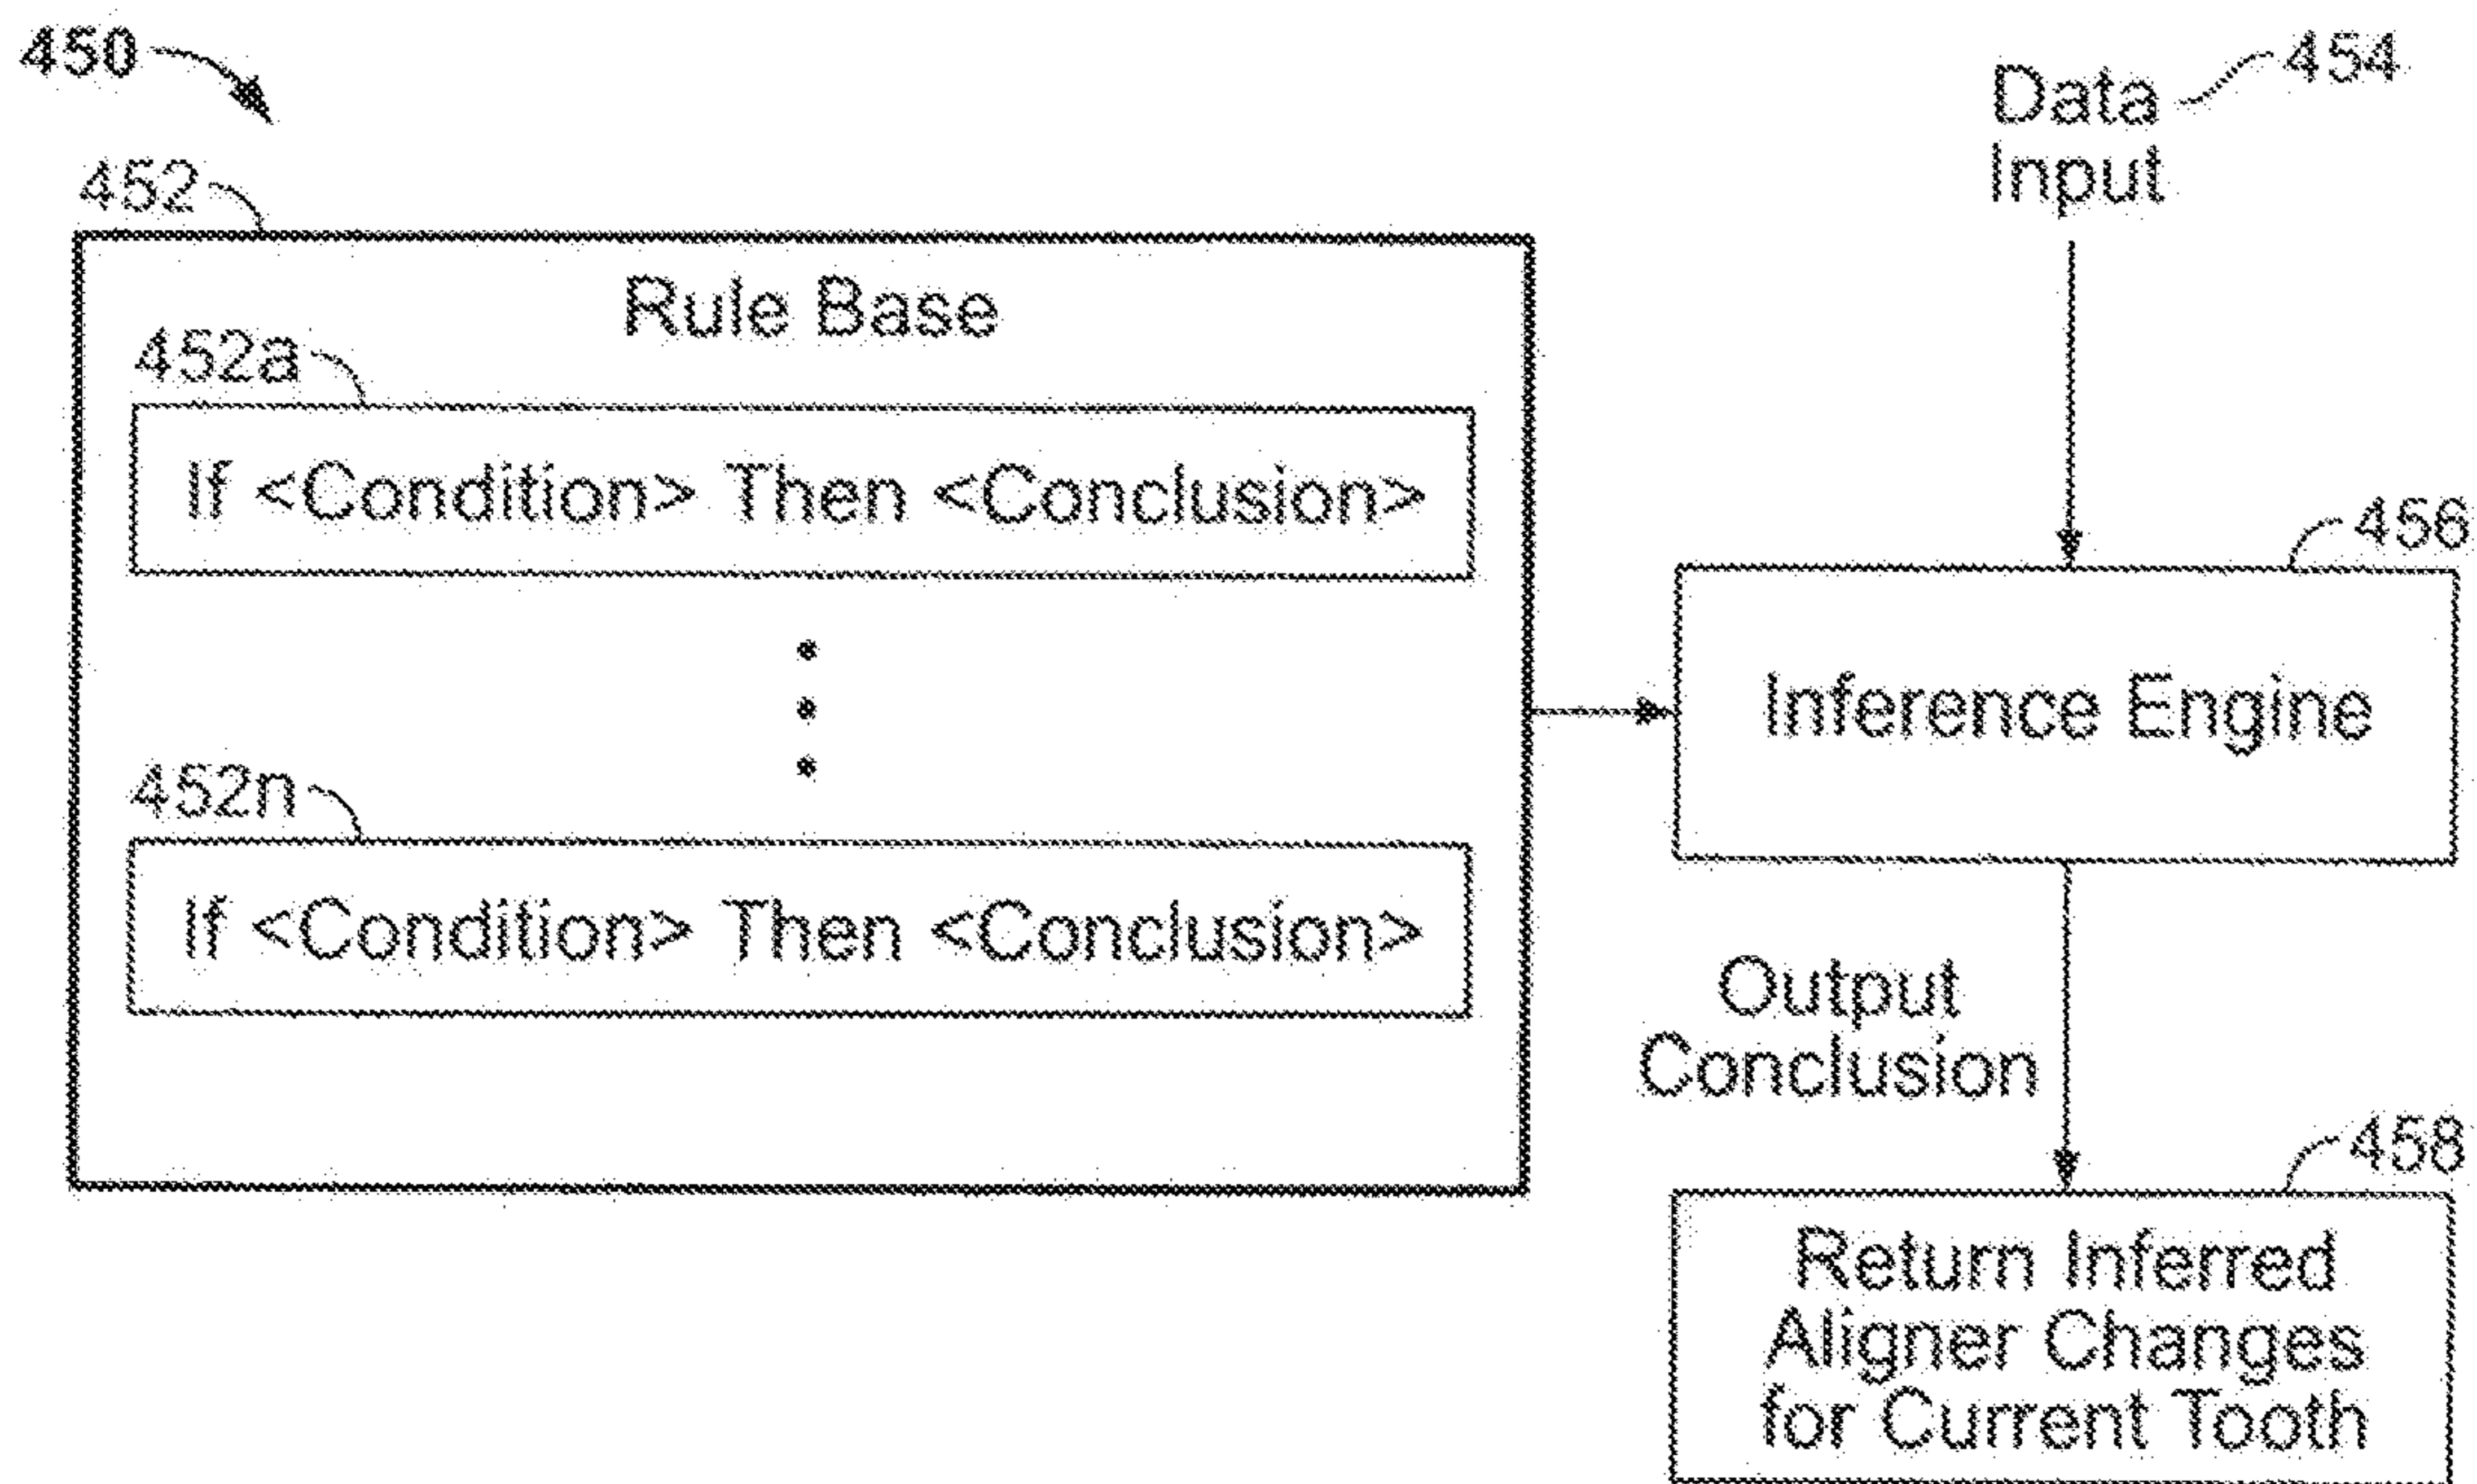 450
454
Data
Input
452
Rule Base
452a
If <Condition> Then <Conclusion>
456
Inference Engine
452n
If <Condition> Then <Conclusion>
Output
Conclusion
458
Return Inferred
Aligner Changes
for Current Tooth